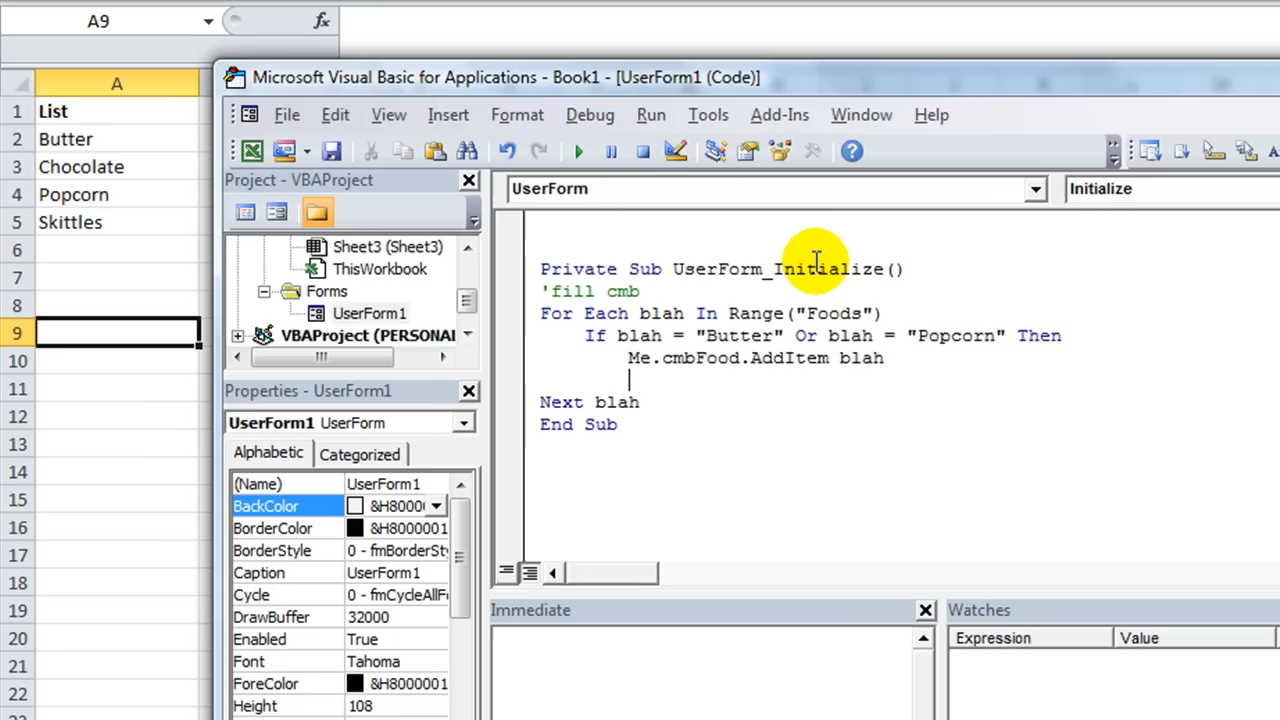 A9
fx
Microsoft Visual Basic for Applications - Book1 - [UserForm1 (Code)]
A
1 List
2 Butter
3 Chocolate
4 Popcorn
5 Skittles
6
7
8
9
10
11
12
13
14
15
16
17
18
19
20
21
22
File Edit View Insert Format Debug Run Tools Add-Ins Window Help
Project - VBAProject
Sheet3 (Sheet3)
ThisWorkbook
Forms
UserForm1
VBAProject (PERSONAL
Properties - UserForm1
UserForm1 UserForm
Alphabetic Categorized
(Name) UserForm1
BackColor &H8000
BorderColor &H8000001
BorderStyle 0 - fmBorderSty
Caption UserForm1
Cycle 0 - fmCycleAllF
DrawBuffer 32000
Enabled True
Font Tahoma
ForeColor &H8000001
Height 108
UserForm Initialize
Private Sub UserForm_Initialize()
'fill cmb
For Each blah In Range("Foods")
If blah = "Butter" Or blah = "Popcorn" Then
Me.cmbFood.AddItem blah
Next blah
End Sub
Immediate
Watches
Expression Value